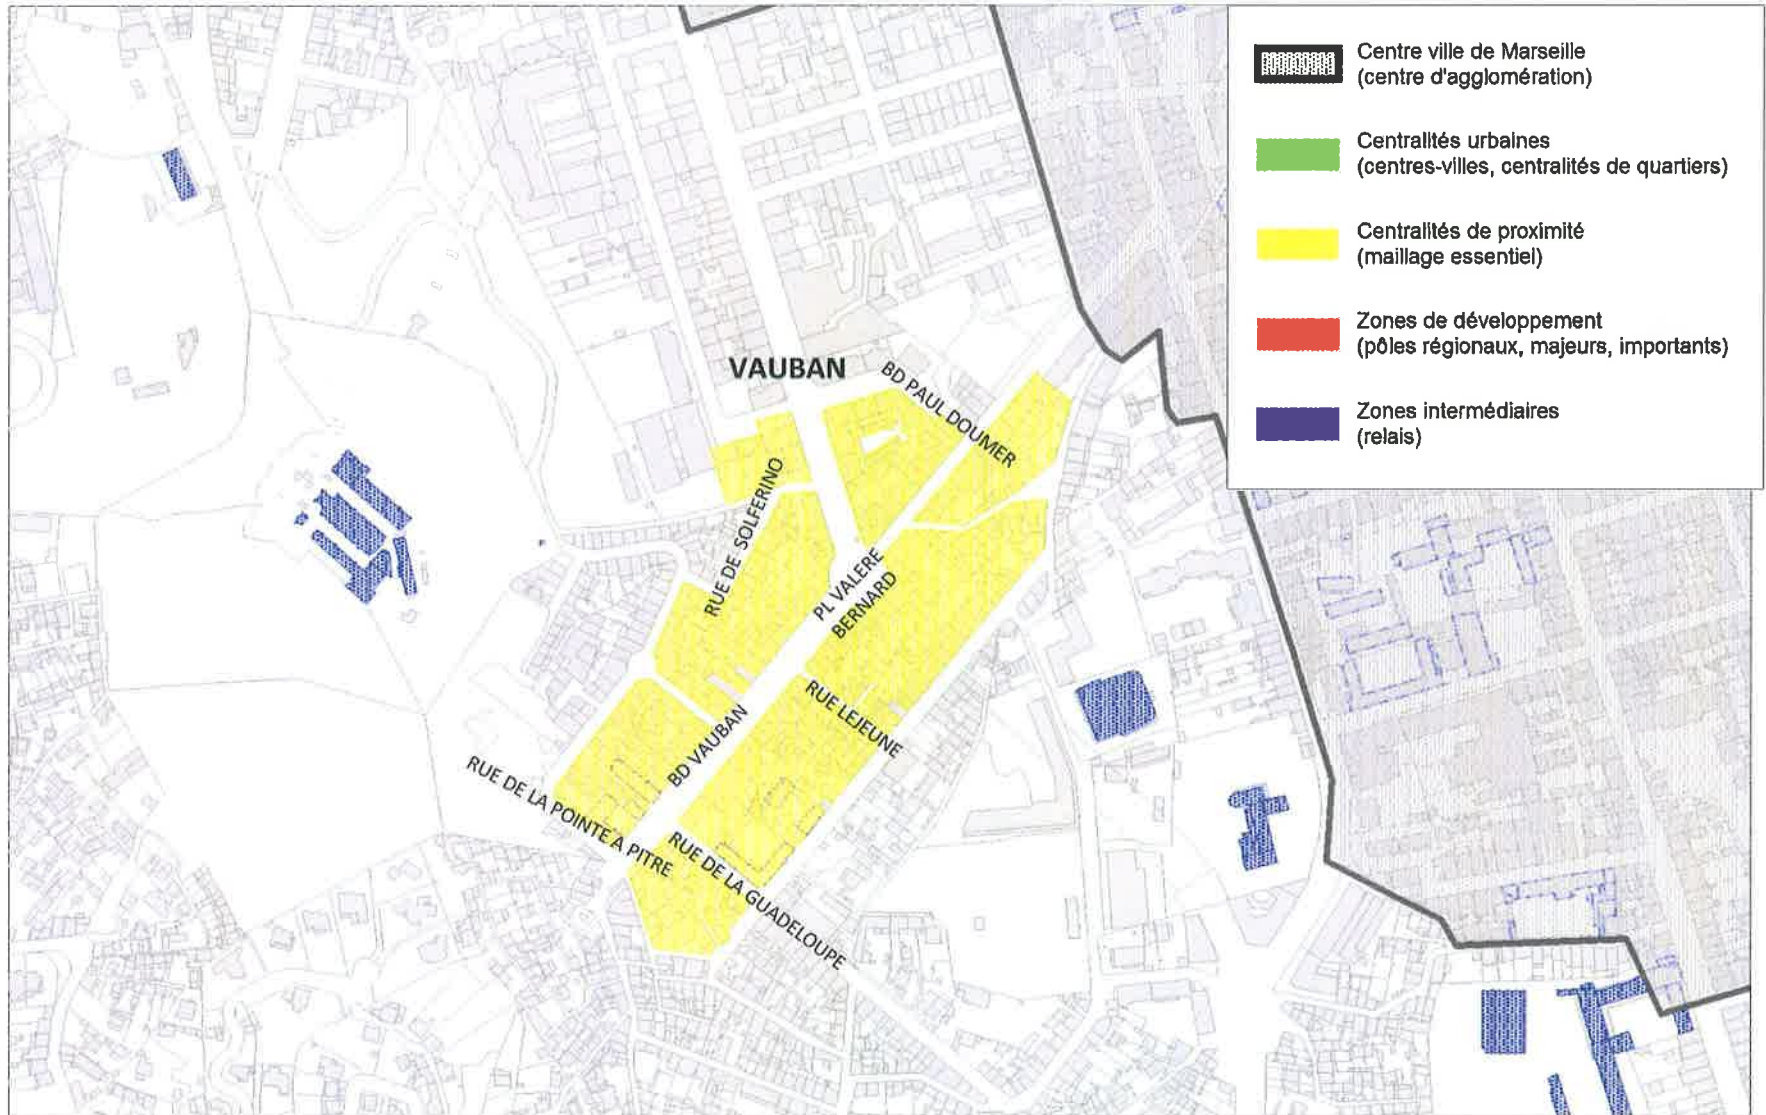 Centre ville de Marseille
(centre d'agglomération)
Centralités urbaines
(centres-villes, centralités de quartiers)
Centralités de proximité
(maillage essentiel)
Zones de développement
(pôles régionaux, majeurs, importants)
Zones intermédiaires
(relais)
VAUBAN
BD PAUL DOUMER
RUE DE SOLFERINO
PL VALERE
BERNARD
RUE LEJEUNE
BD VAUBAN
RUE DE LA POINTE A PITRE
RUE DE LA GUADELOUPE